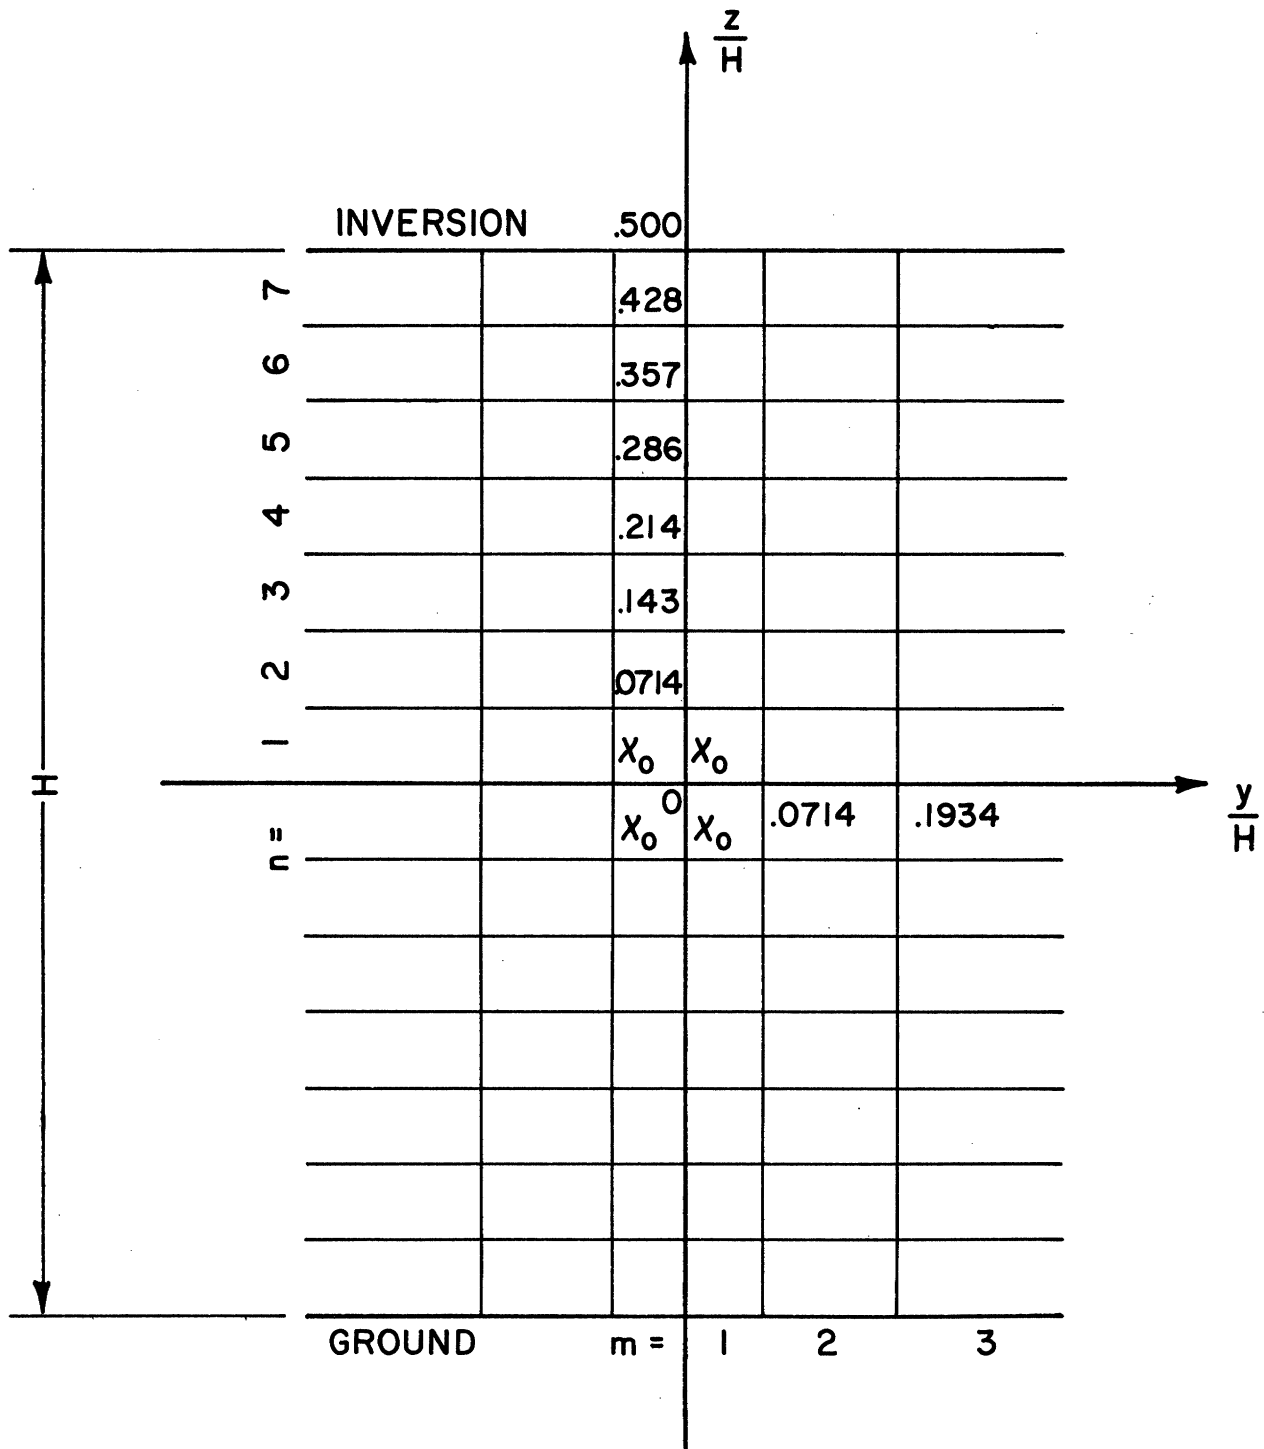 z
H
INVERSION .500
7 .428
6 .357
5 .286
4 .214
3 .143
2 .0714
1 X₀ X₀
H
0
y
H
n = X₀ X₀ .0714 .1934
GROUND m = 1 2 3